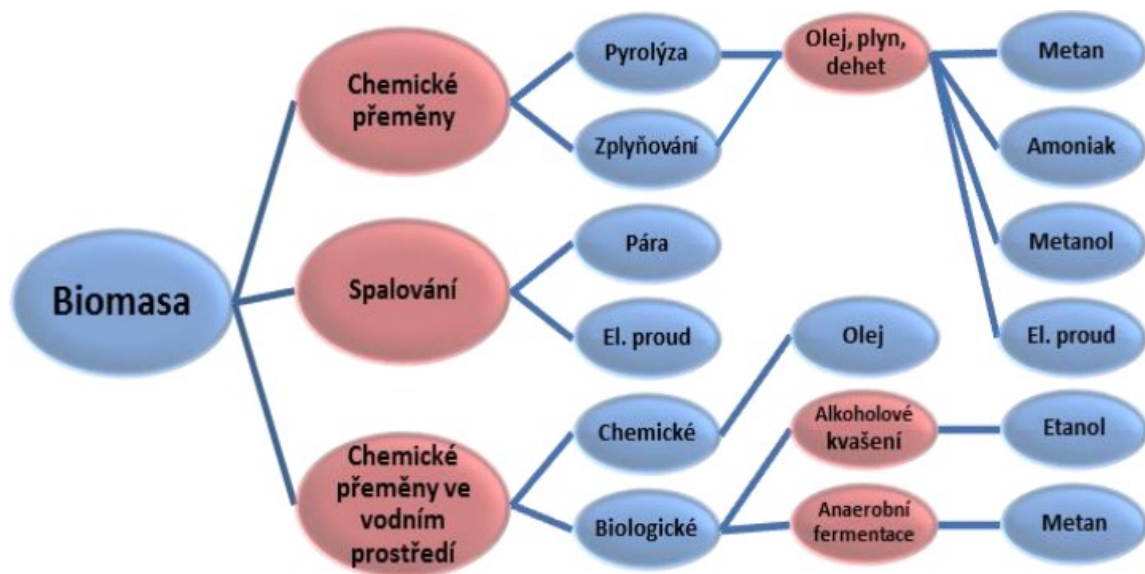 Biomasa
Chemické
přeměny
Pyrolýza
Zplyňování
Olej, plyn,
dehet
Metan
Amoniak
Metanol
El. proud
Spalování
Pára
El. proud
Chemické
přeměny ve
vodním
prostředí
Chemické
Olej
Biologické
Alkoholové
kvašení
Etanol
Anaerobní
fermentace
Metan